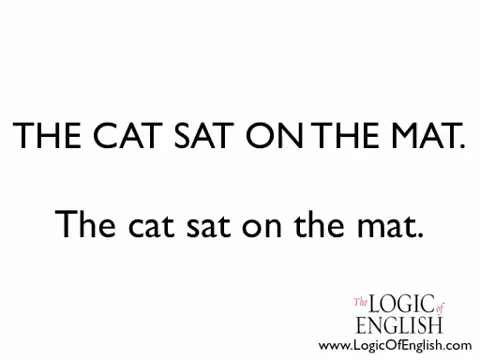 THE CAT SAT ON THE MAT.
The cat sat on the mat.
The LOGIC of
ENGLISH
www.LogicOfEnglish.com